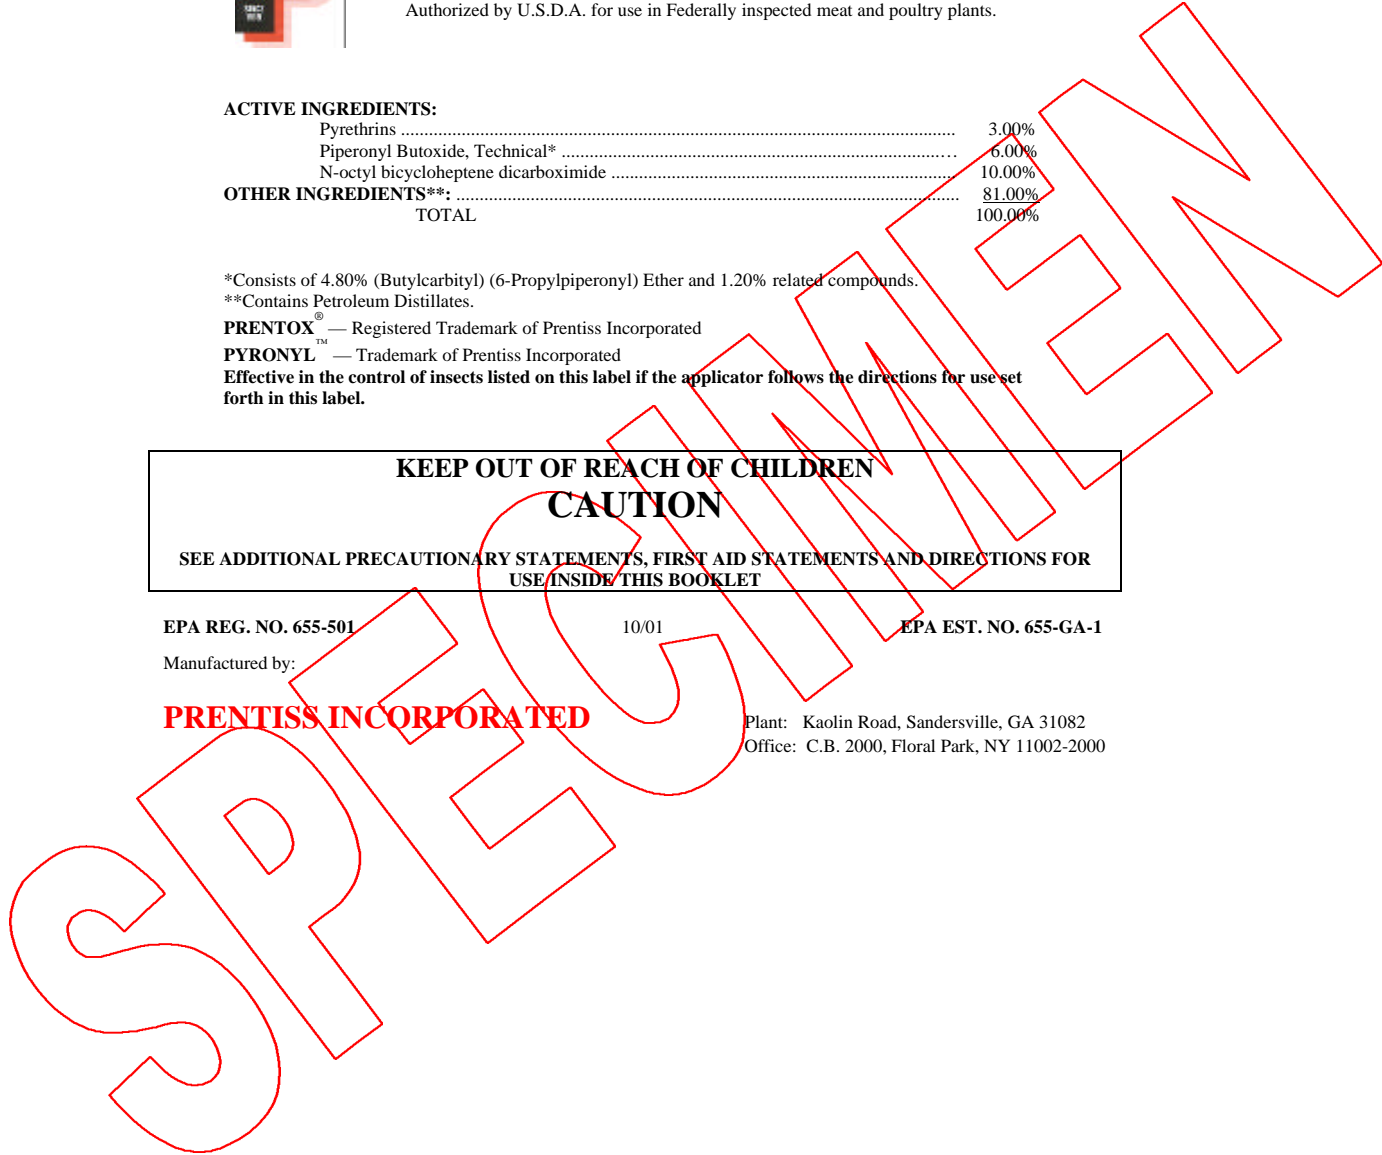 Authorized by U.S.D.A. for use in Federally inspected meat and poultry plants.
ACTIVE INGREDIENTS:
Pyrethrins ........................................................................................................................ 3.00%
Piperonyl Butoxide, Technical* .................................................................................... 6.00%
N-octyl bicycloheptene dicarboximide .......................................................................... 10.00%
OTHER INGREDIENTS**: ............................................................................................................ 81.00%
TOTAL 100.00%
*Consists of 4.80% (Butylcarbityl) (6-Propylpiperonyl) Ether and 1.20% related compounds.
**Contains Petroleum Distillates.
PRENTOX® — Registered Trademark of Prentiss Incorporated
PYRONYL™ — Trademark of Prentiss Incorporated
Effective in the control of insects listed on this label if the applicator follows the directions for use set
forth in this label.
KEEP OUT OF REACH OF CHILDREN
CAUTION
SEE ADDITIONAL PRECAUTIONARY STATEMENTS, FIRST AID STATEMENTS AND DIRECTIONS FOR
USE INSIDE THIS BOOKLET
EPA REG. NO. 655-501 10/01 EPA EST. NO. 655-GA-1
Manufactured by:
PRENTISS INCORPORATED
Plant: Kaolin Road, Sandersville, GA 31082
Office: C.B. 2000, Floral Park, NY 11002-2000
SPECIMEN